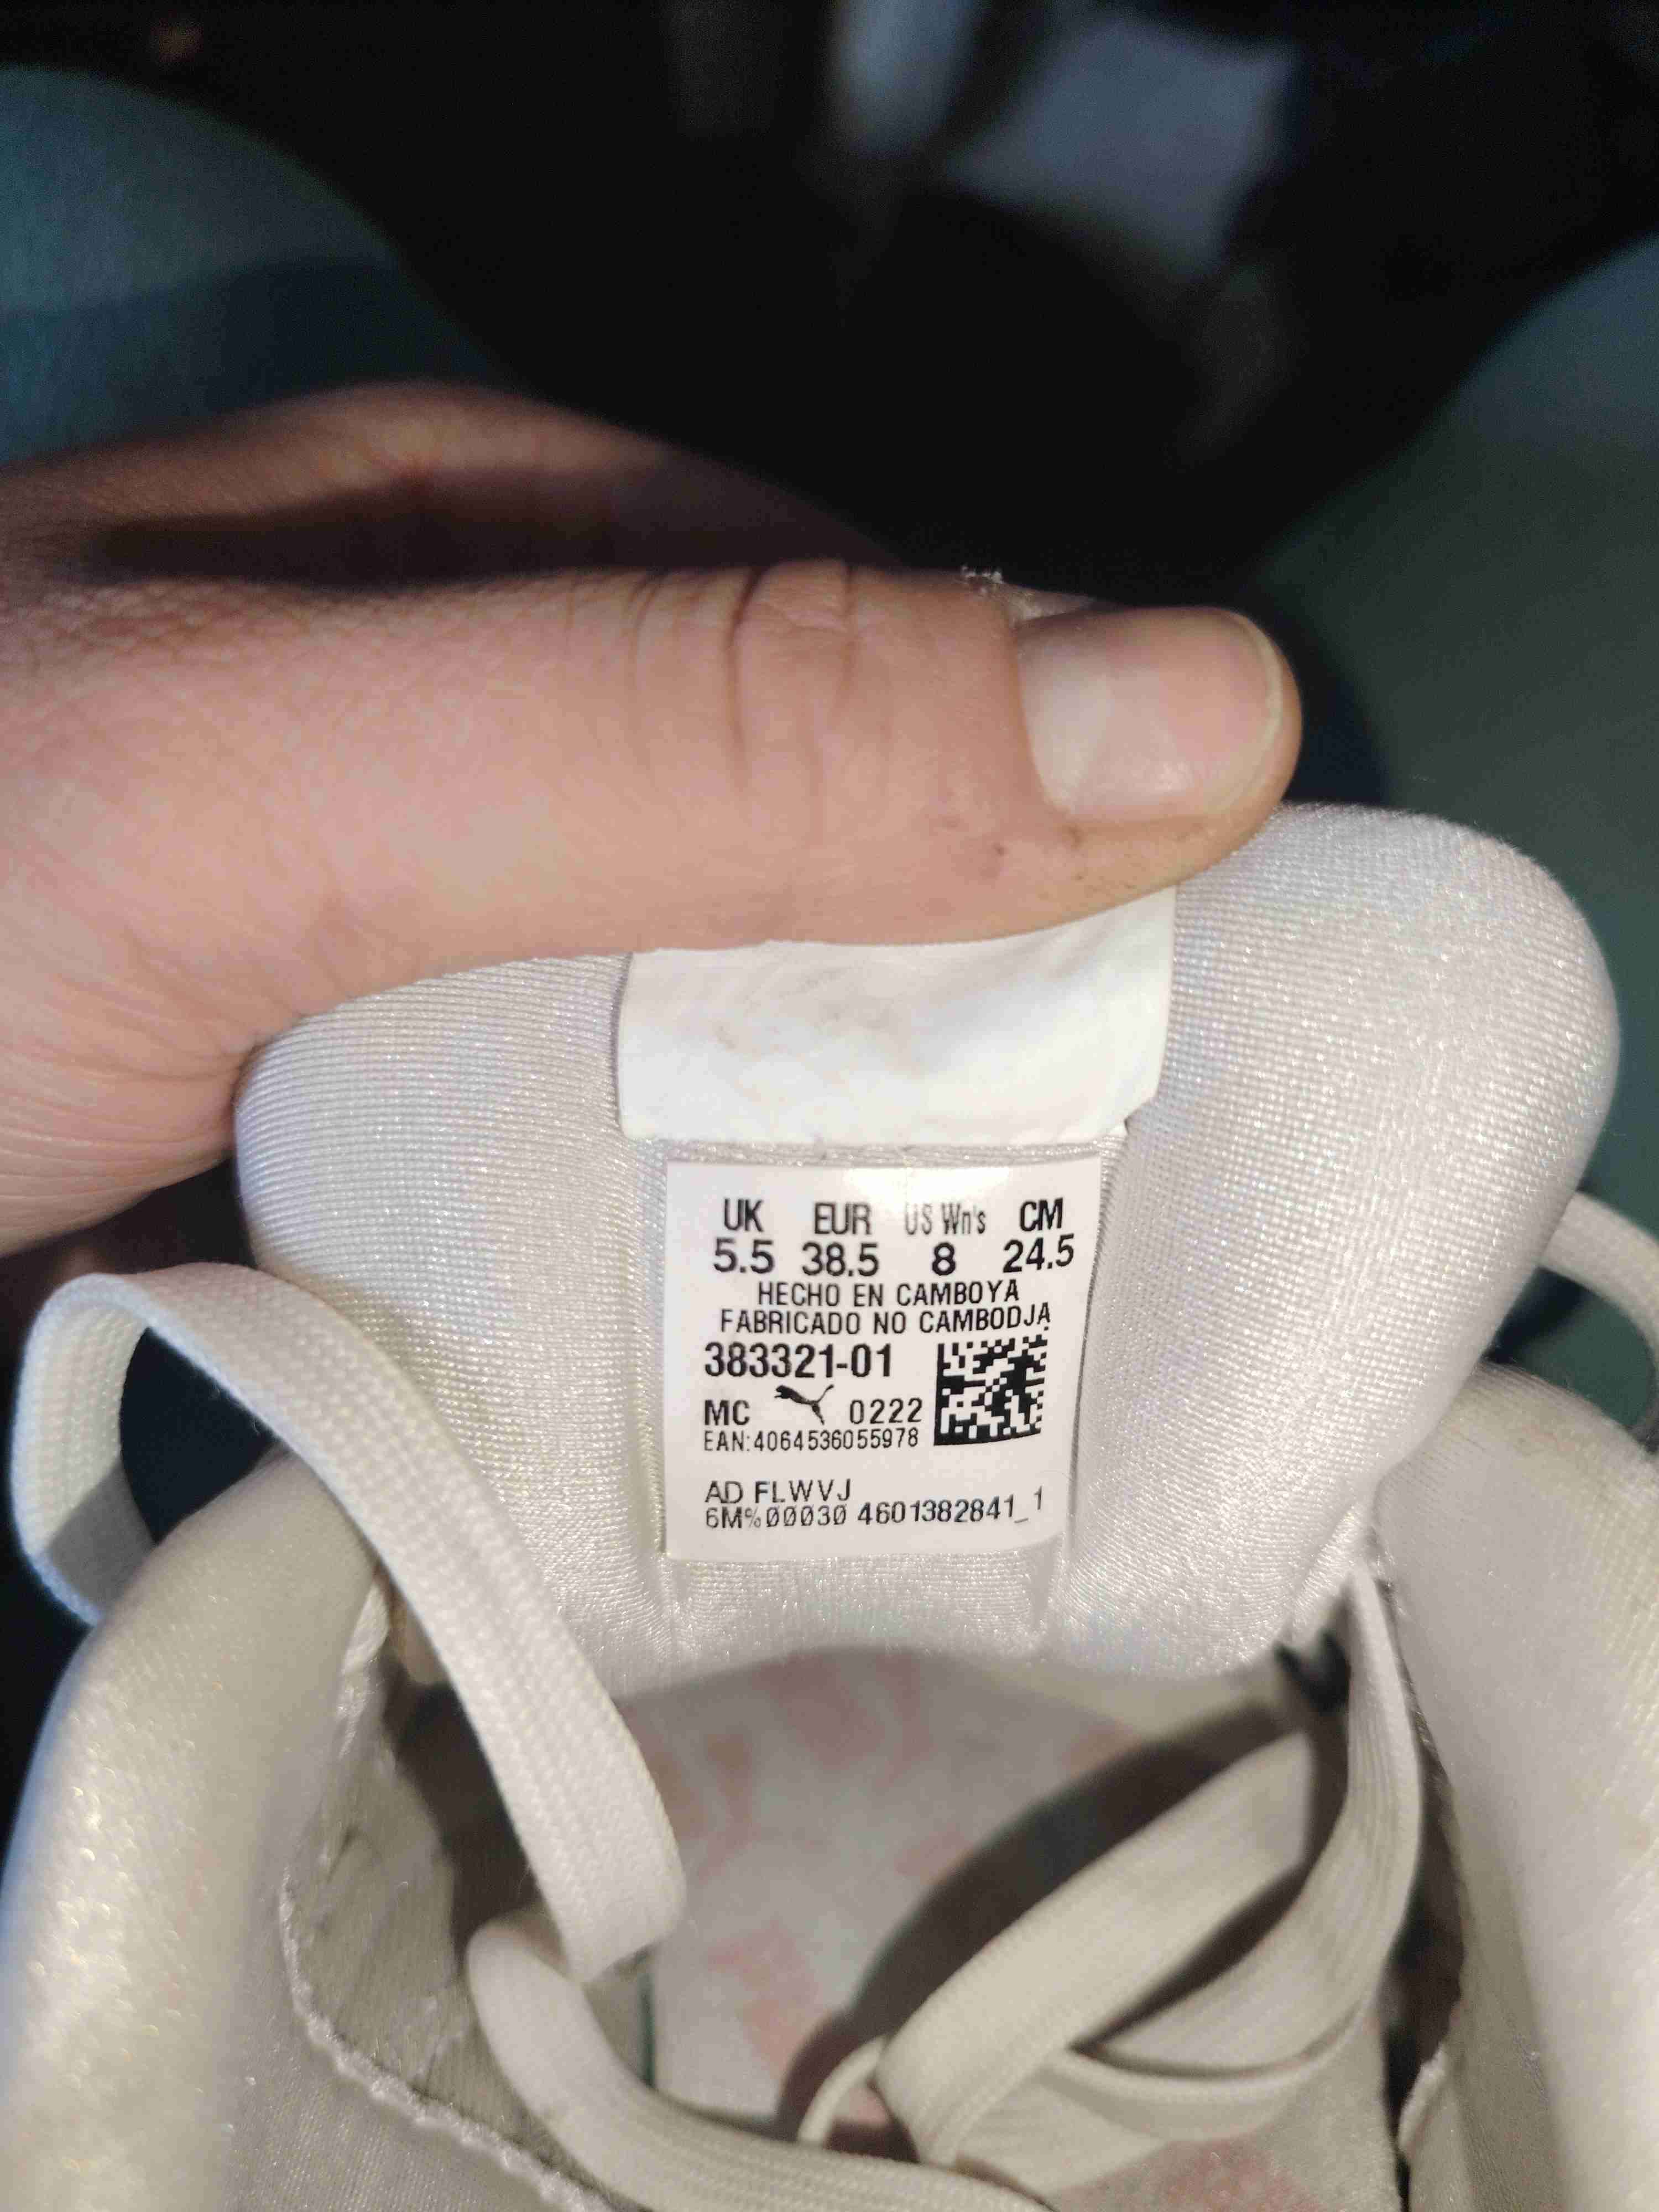 UK EUR US Wn's CM
5.5 38.5 8 24.5
HECHO EN CAMBOYA
FABRICADO NO CAMBODJA
383321-01
MC 0222
EAN:4064536055978
AD FLWVJ
6M%00030 4601382841_1